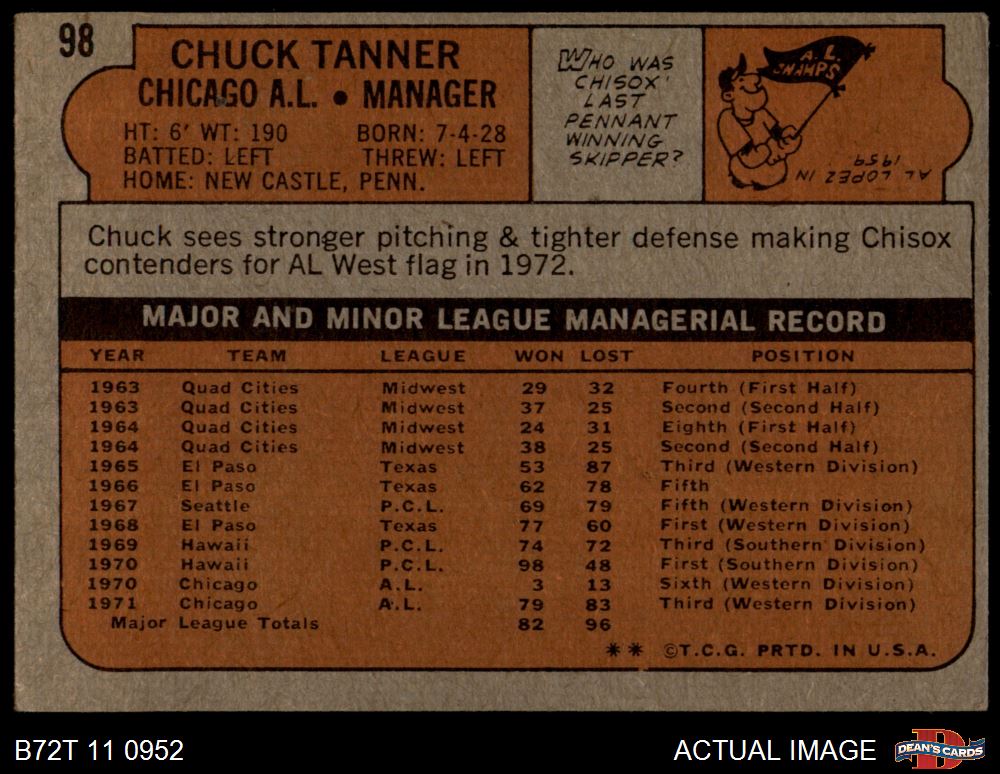 98
CHUCK TANNER
CHICAGO A.L. • MANAGER
HT: 6' WT: 190 BORN: 7-4-28
BATTED: LEFT THREW: LEFT
HOME: NEW CASTLE, PENN.
WHO WAS
CHISOX'
LAST
PENNANT
WINNING
SKIPPER?
A.L.
CHAMPS
AL LOPEZ IN
1959
Chuck sees stronger pitching & tighter defense making Chisox
contenders for AL West flag in 1972.
MAJOR AND MINOR LEAGUE MANAGERIAL RECORD
YEAR TEAM LEAGUE WON LOST POSITION
1963 Quad Cities Midwest 29 32 Fourth (First Half)
1963 Quad Cities Midwest 37 25 Second (Second Half)
1964 Quad Cities Midwest 24 31 Eighth (First Half)
1964 Quad Cities Midwest 38 25 Second (Second Half)
1965 El Paso Texas 53 87 Third (Western Division)
1966 El Paso Texas 62 78 Fifth
1967 Seattle P.C.L. 69 79 Fifth (Western Division)
1968 El Paso Texas 77 60 First (Western Division)
1969 Hawaii P.C.L. 74 72 Third (Southern Division)
1970 Hawaii P.C.L. 98 48 First (Southern Division)
1970 Chicago A.L. 3 13 Sixth (Western Division)
1971 Chicago A.L. 79 83 Third (Western Division)
Major League Totals 82 96
** ©T.C.G. PRTD. IN U.S.A.
B72T 11 0952
ACTUAL IMAGE
D
DEAN'S CARDS